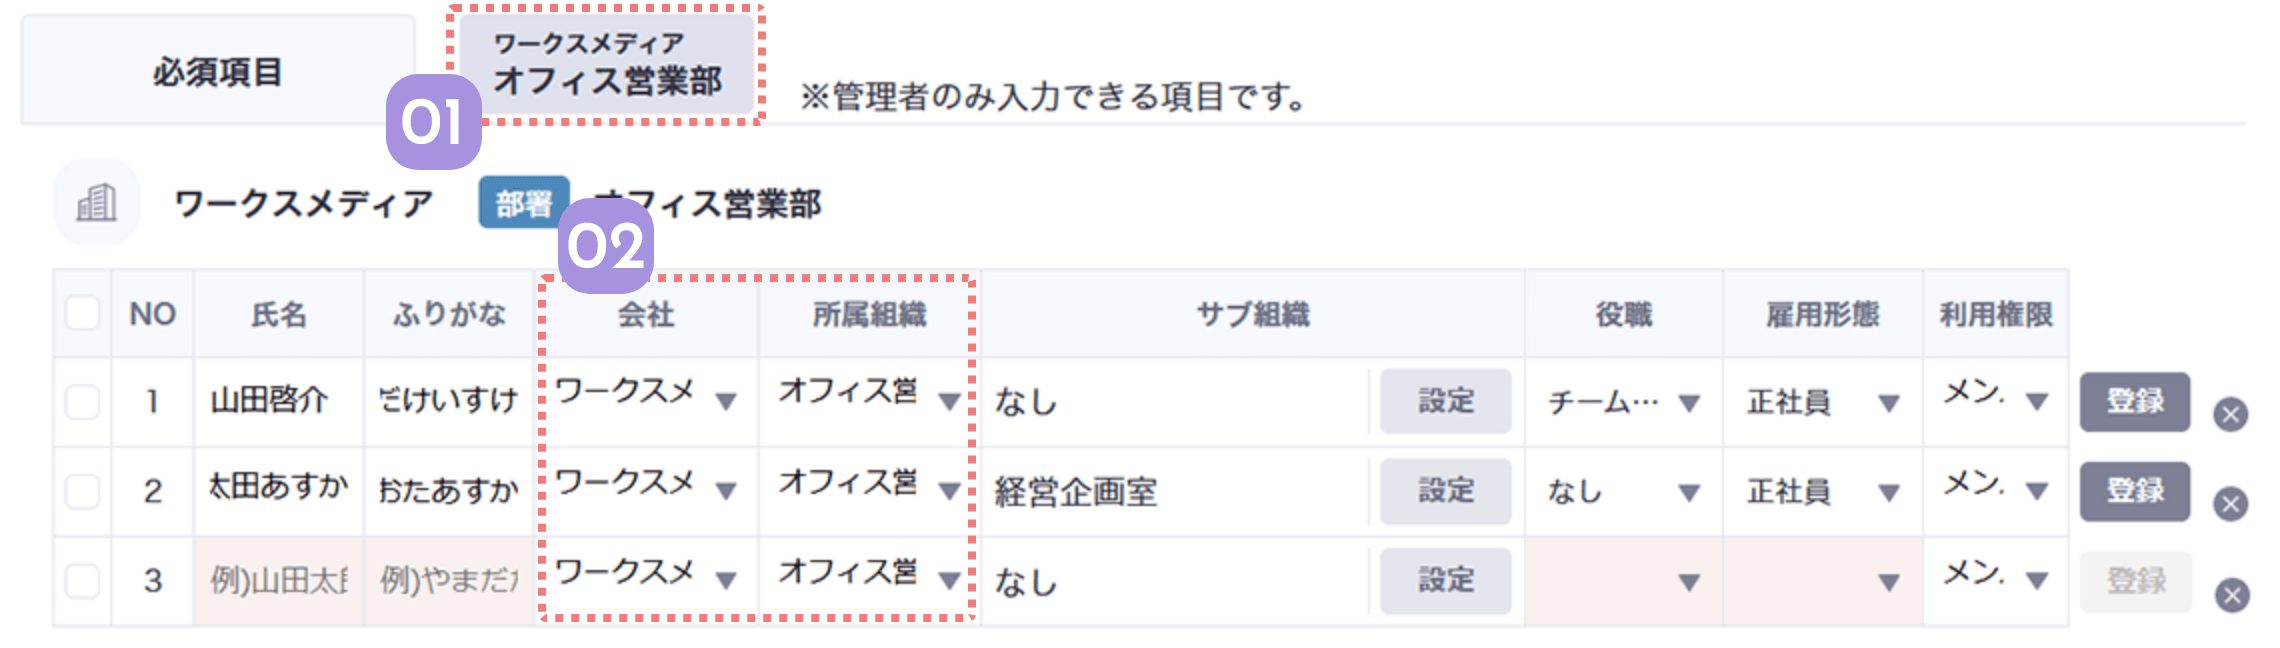 ワークスメディア
必須項目
オフィス営業部
※管理者のみ入力できる項目です。
01
ワークスメディア 部署 オフィス営業部
02
NO 氏名 ふりがな 会社 所属組織 サブ組織 役職 雇用形態 利用権限
1 山田啓介 だけいすけ ワークスメ オフィス営 なし 設定 チーム… 正社員 メン. 登録
2 太田あすか おたあすか ワークスメ オフィス営 経営企画室 設定 なし 正社員 メン. 登録
3 例)山田太 例)やまだ ワークスメ オフィス営 なし 設定 メン. 登録